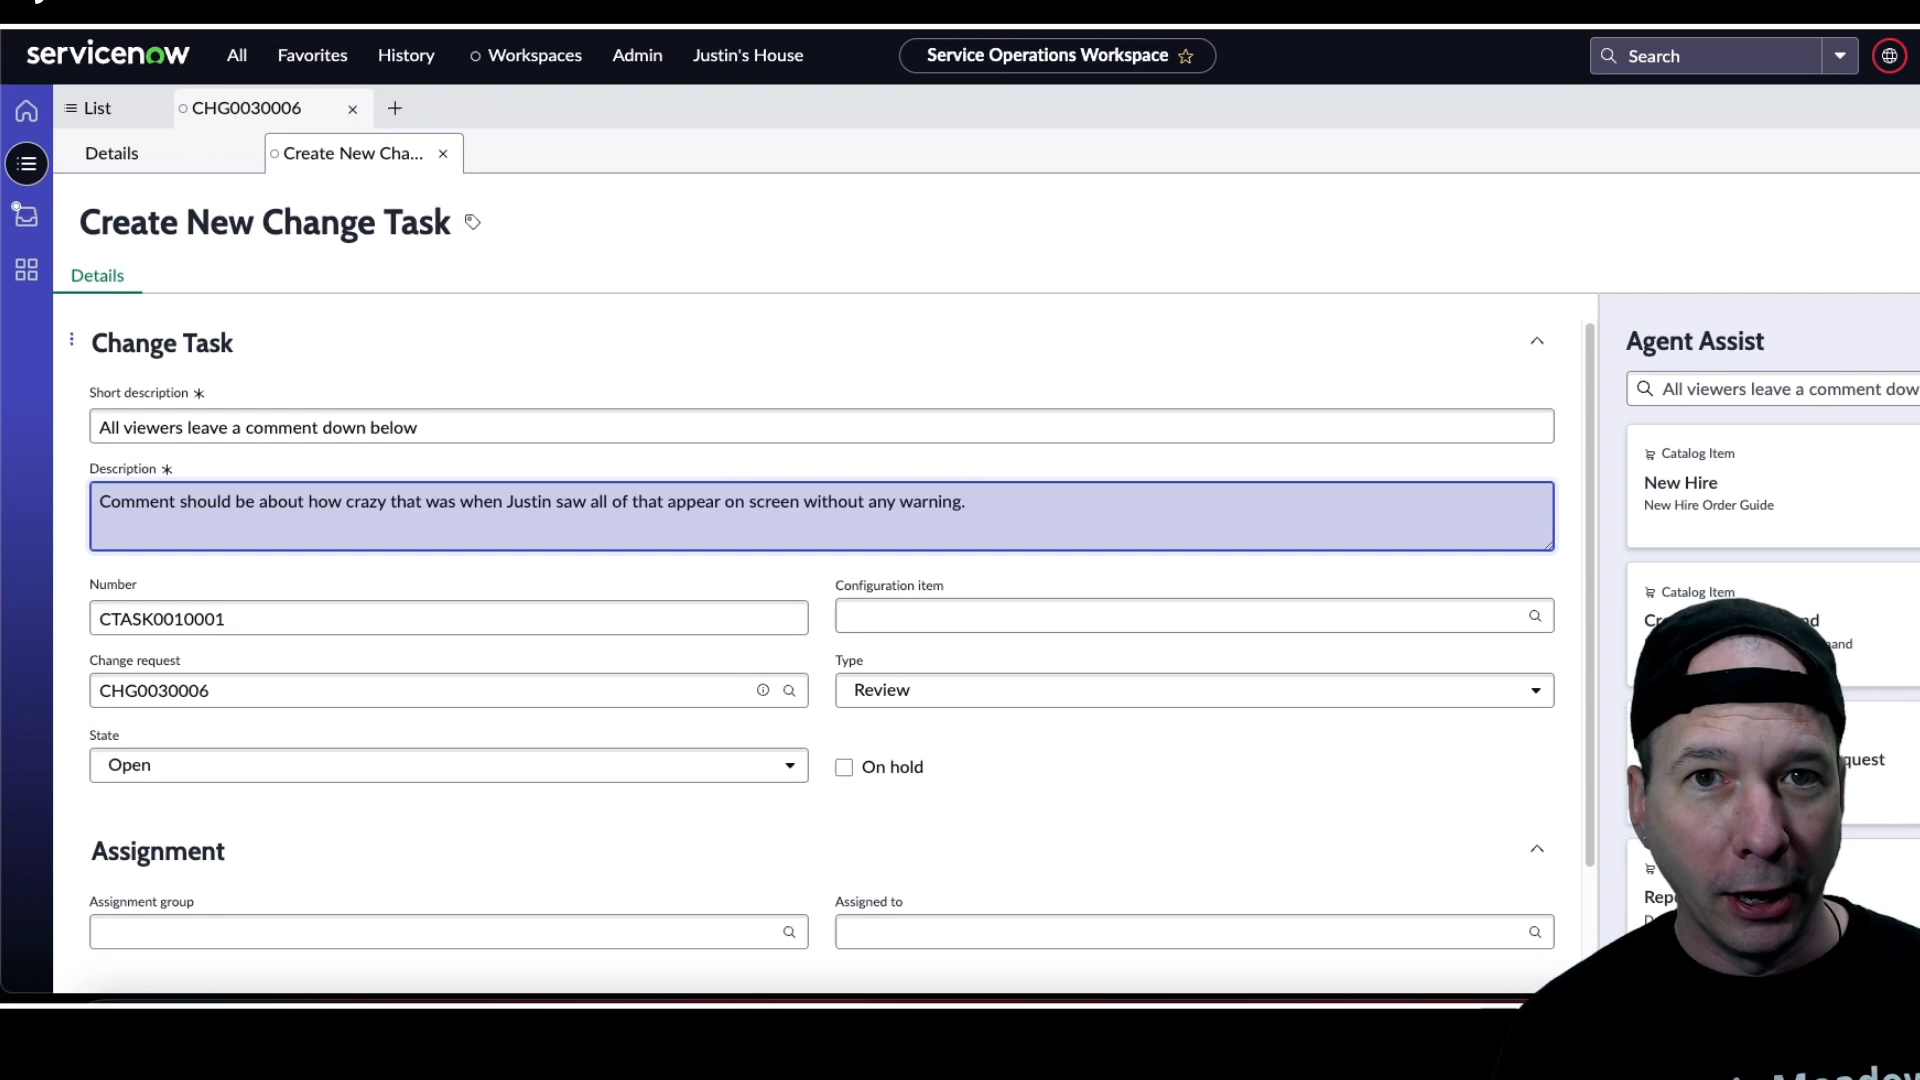 servicenow All Favorites History Workspaces Admin Justin's House Service Operations Workspace Search
List CHG0030006
Details Create New Cha...
Create New Change Task
Details
Change Task
Short description
All viewers leave a comment down below
Description
Comment should be about how crazy that was when Justin saw all of that appear on screen without any warning.
Number
CTASK0010001
Configuration item
Change request
CHG0030006
Type
Review
State
Open
On hold
Assignment
Assignment group
Assigned to
Agent Assist
All viewers leave a comment dow
Catalog Item
New Hire
New Hire Order Guide
Catalog Item